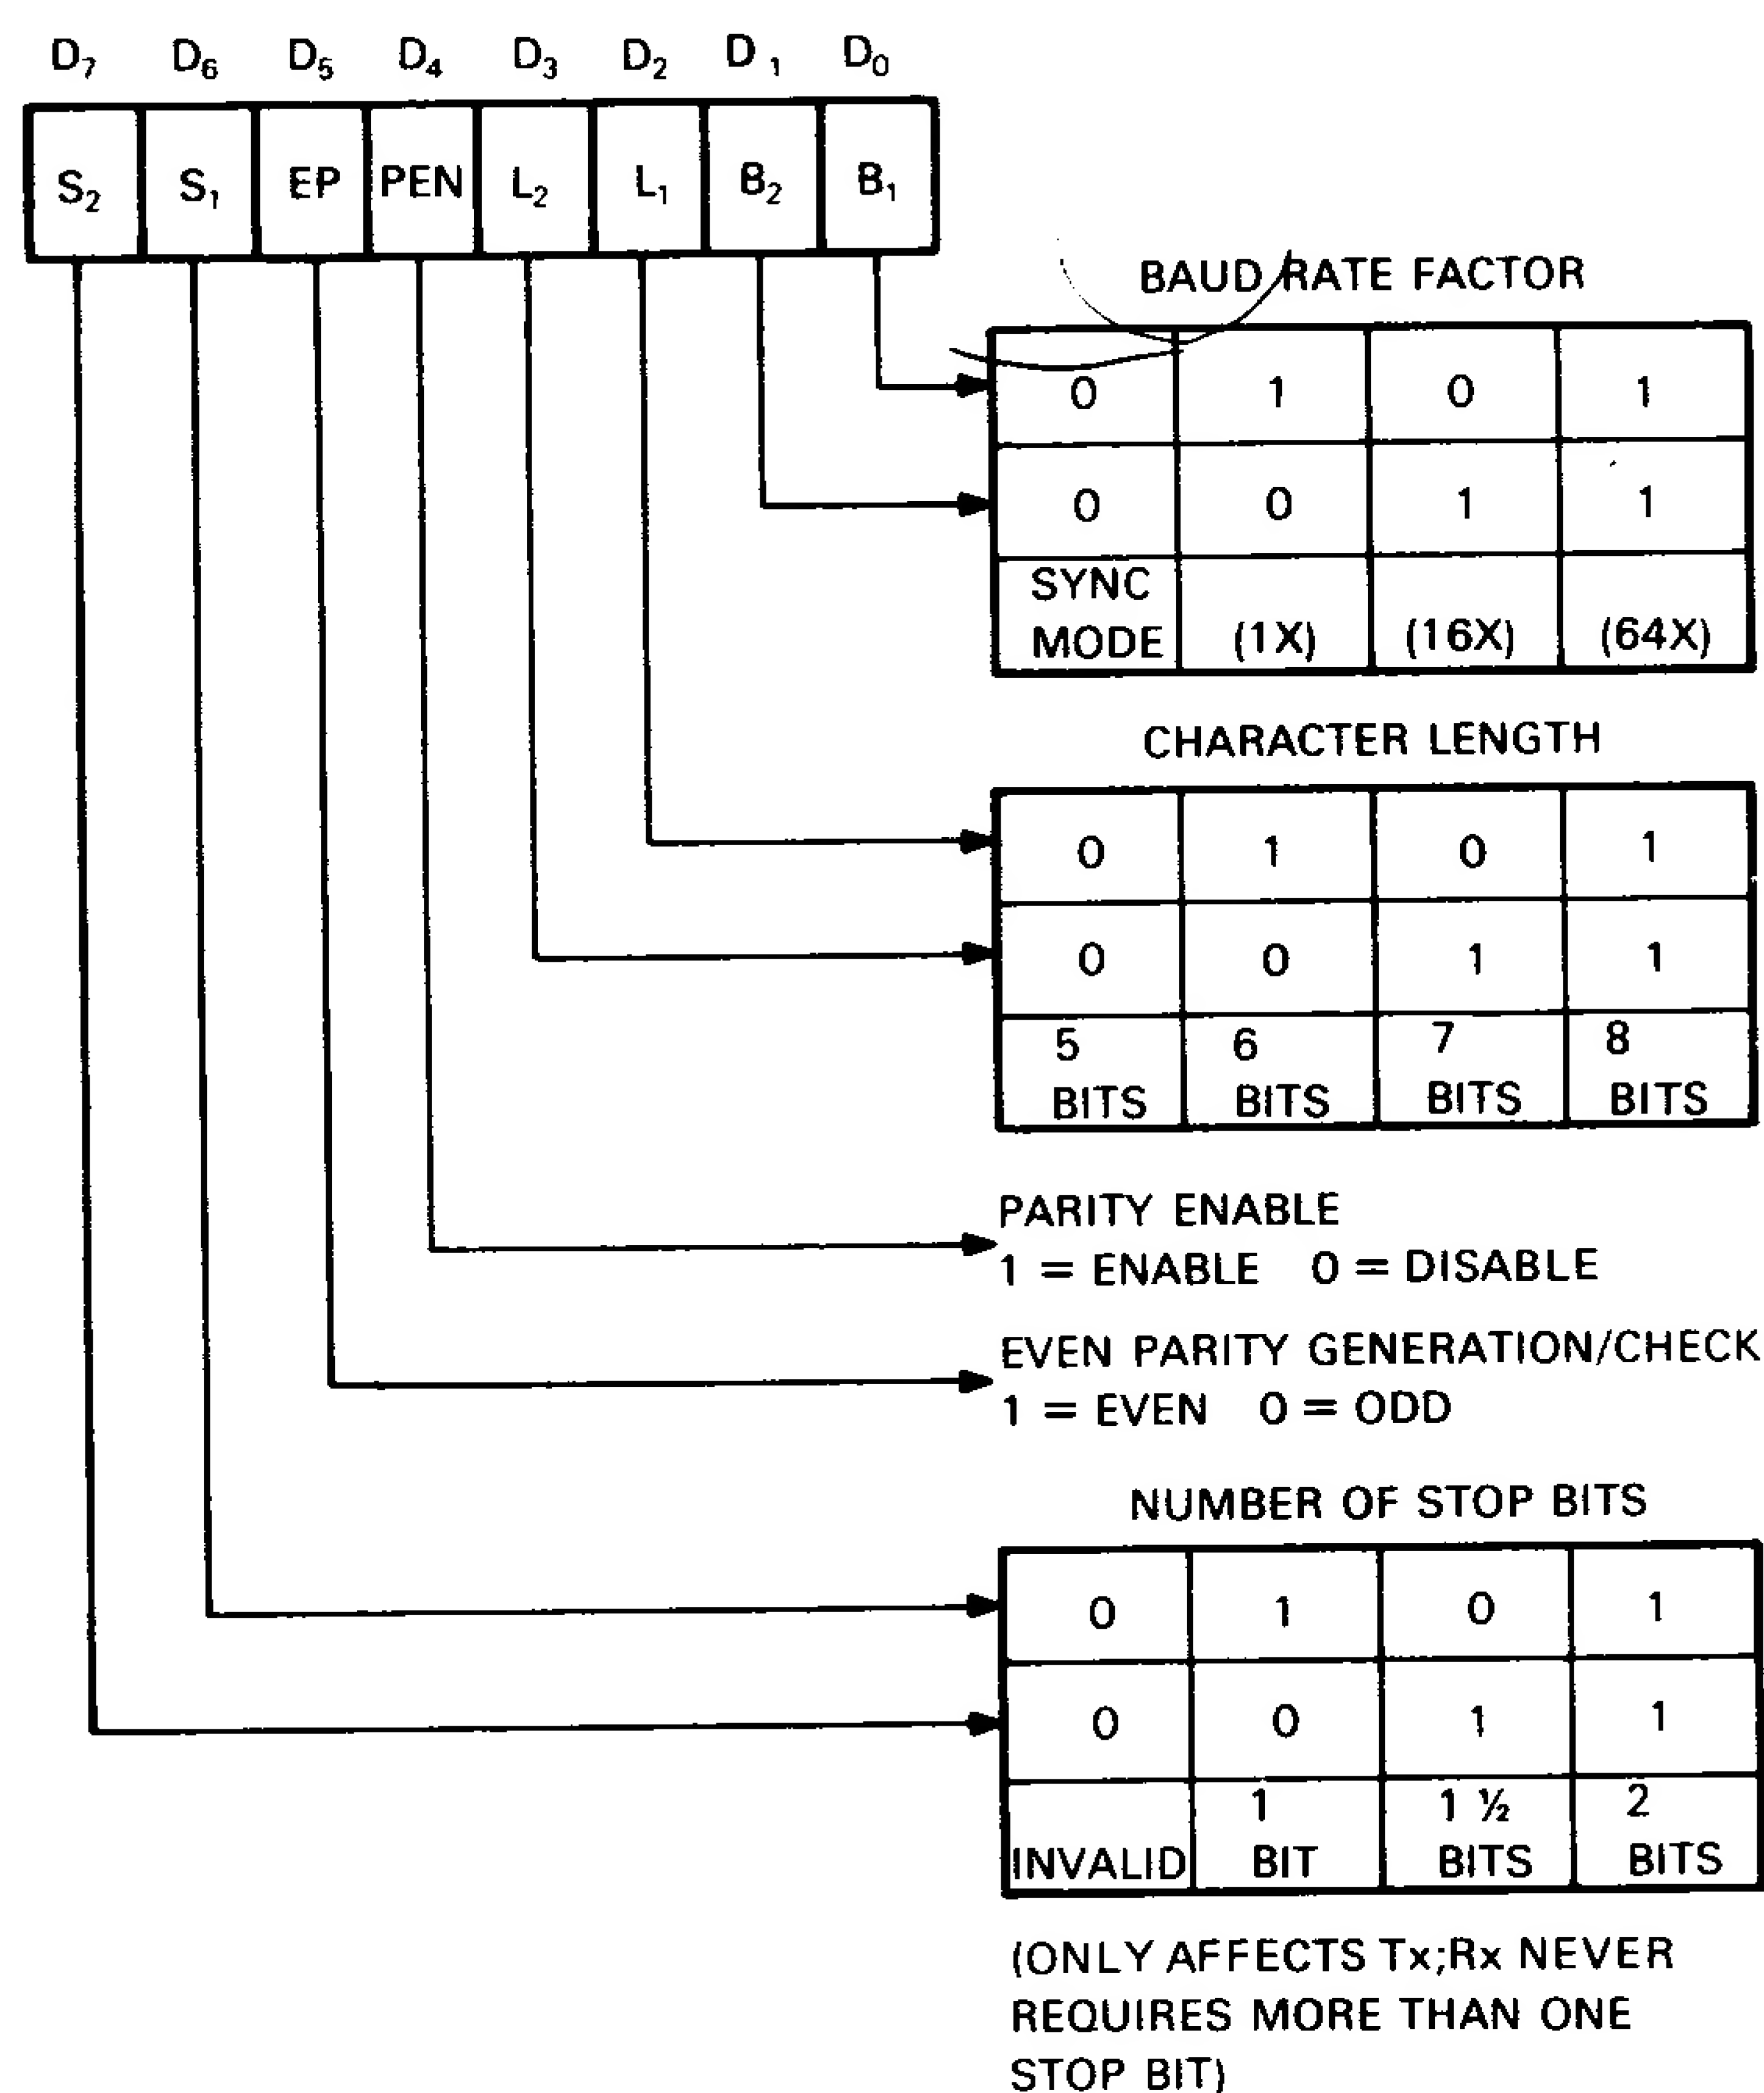 D₇ D₆ D₅ D₄ D₃ D₂ D₁ D₀
S₂ S₁ EP PEN L₂ L₁ B₂ B₁
BAUD RATE FACTOR
0 1 0 1
0 0 1 1
SYNC
MODE (1X) (16X) (64X)
CHARACTER LENGTH
0 1 0 1
0 0 1 1
5 6 7 8
BITS BITS BITS BITS
PARITY ENABLE
1 = ENABLE 0 = DISABLE
EVEN PARITY GENERATION/CHECK
1 = EVEN 0 = ODD
NUMBER OF STOP BITS
0 1 0 1
0 0 1 1
1 1 ½ 2
INVALID BIT BITS BITS
(ONLY AFFECTS Tx;Rx NEVER
REQUIRES MORE THAN ONE
STOP BIT)